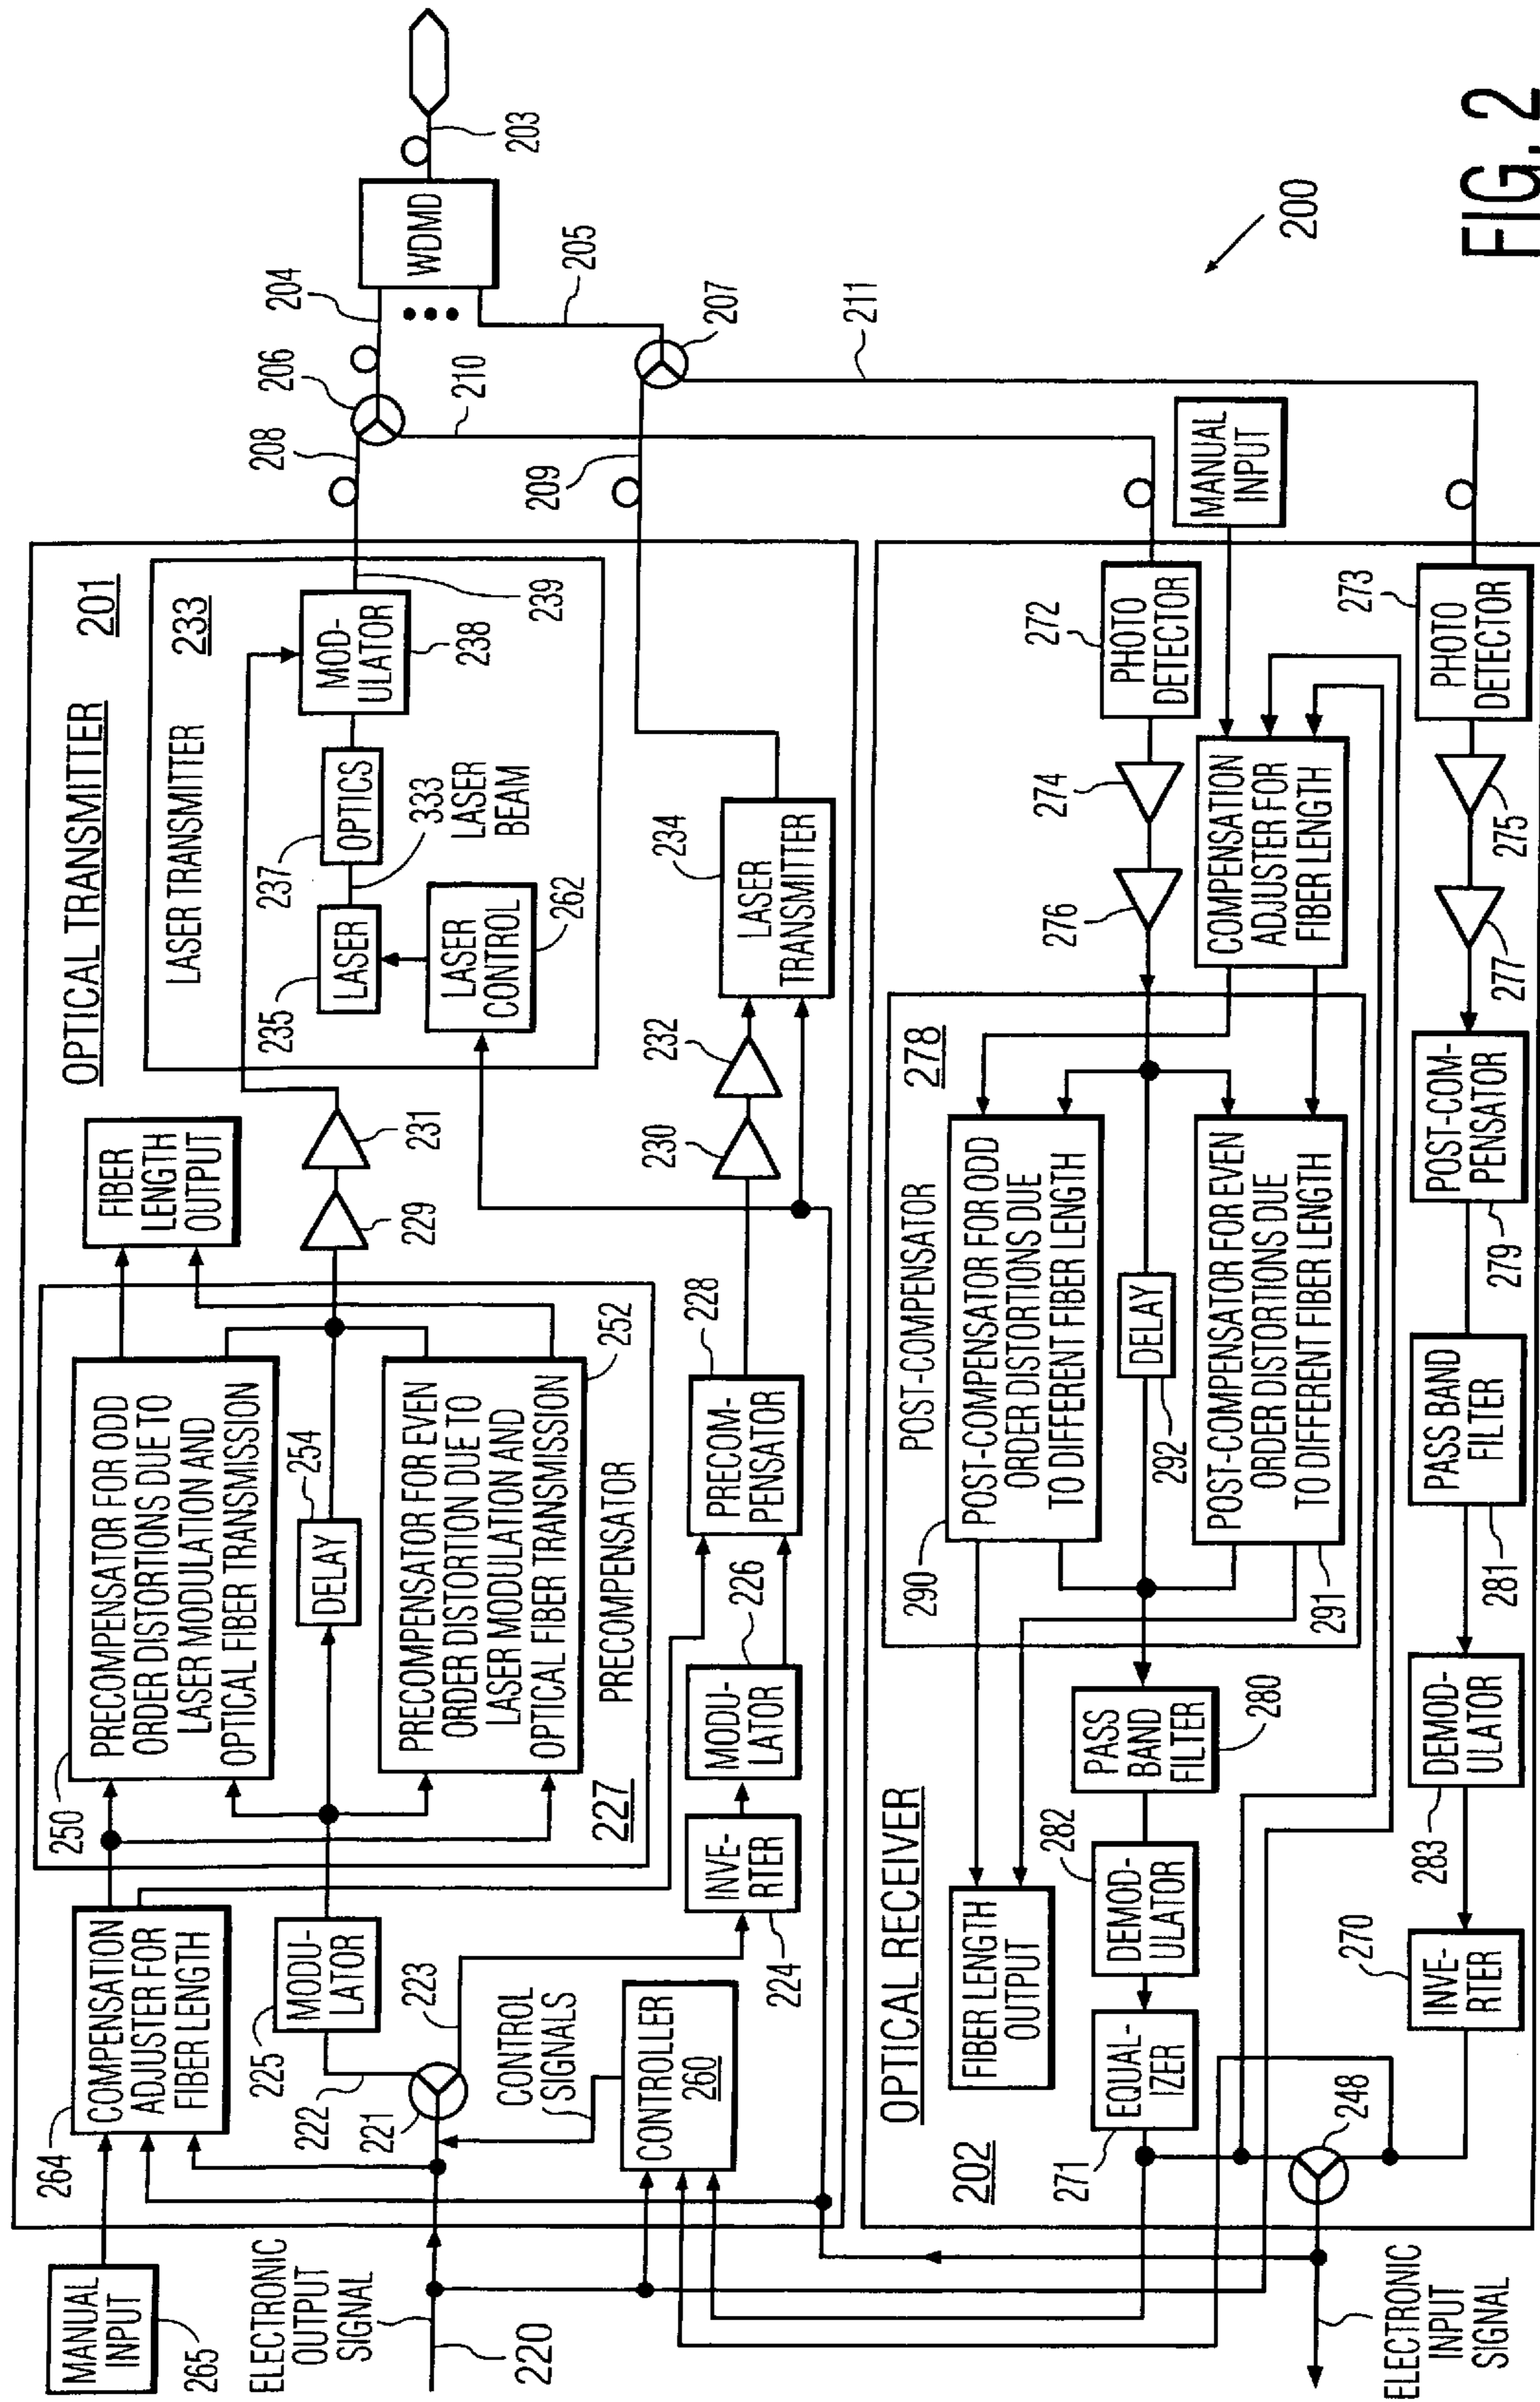 MANUAL
INPUT
265
ELECTRONIC
OUTPUT
SIGNAL
220
264
COMPENSATION
ADJUSTER FOR
FIBER LENGTH
225
MODU-
LATOR
222
221
223
CONTROL
SIGNALS
CONTROLLER
260
INVE-
RTER
224
MODU-
LATOR
226
250
PRECOMPENSATOR FOR ODD
ORDER DISTORTIONS DUE TO
LASER MODULATION AND
OPTICAL FIBER TRANSMISSION
DELAY
254
PRECOMPENSATOR FOR EVEN
ORDER DISTORTION DUE TO
LASER MODULATION AND
OPTICAL FIBER TRANSMISSION
252
227
PRECOMPENSATOR
PRECOM-
PENSATOR
228
FIBER
LENGTH
OUTPUT
229
231
230
232
OPTICAL TRANSMITTER
201
LASER TRANSMITTER
233
235
LASER
237
OPTICS
333
LASER
BEAM
LASER
CONTROL
262
MOD-
ULATOR
238
239
234
LASER
TRANSMITTER
208
206
204
WDMD
203
205
207
209
210
211
200
FIG. 2
MANUAL
INPUT
272
PHOTO
DETECTOR
273
PHOTO
DETECTOR
274
276
275
277
COMPENSATION
ADJUSTER FOR
FIBER LENGTH
POST-COMPENSATOR
278
290
POST-COMPENSATOR FOR ODD
ORDER DISTORTIONS DUE
TO DIFFERENT FIBER LENGTH
DELAY
292
POST-COMPENSATOR FOR EVEN
ORDER DISTORTIONS DUE
TO DIFFERENT FIBER LENGTH
291
POST-COM-
PENSATOR
279
PASS BAND
FILTER
281
PASS
BAND
FILTER
280
282
DEMOD-
ULATOR
DEMOD-
ULATOR
283
OPTICAL RECEIVER
202
FIBER LENGTH
OUTPUT
EQUAL-
IZER
271
270
INVE-
RTER
248
ELECTRONIC
INPUT
SIGNAL